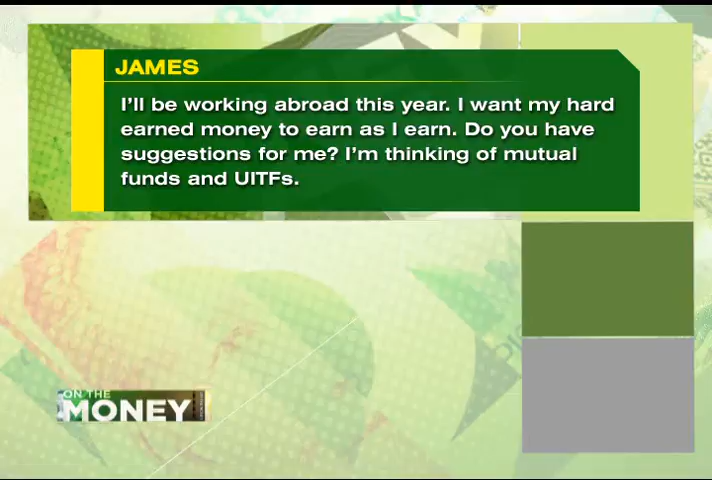 JAMES
I'll be working abroad this year. I want my hard
earned money to earn as I earn. Do you have
suggestions for me? I'm thinking of mutual
funds and UITFs.
ON THE
MONEY